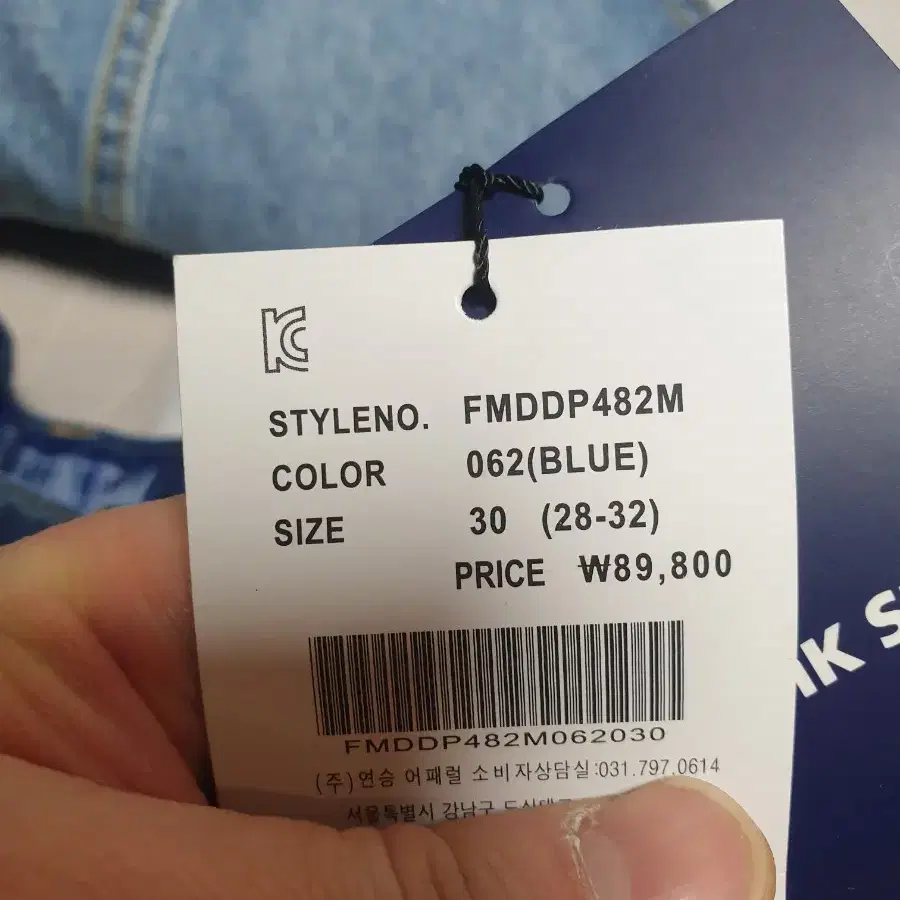 KC
STYLENO. FMDDP482M
COLOR 062(BLUE)
SIZE 30 (28-32)
PRICE ₩89,800
FMDDP482M062030
(주)연승 어패럴 소비자상담실:031.797.0614
서울특별시 강남구